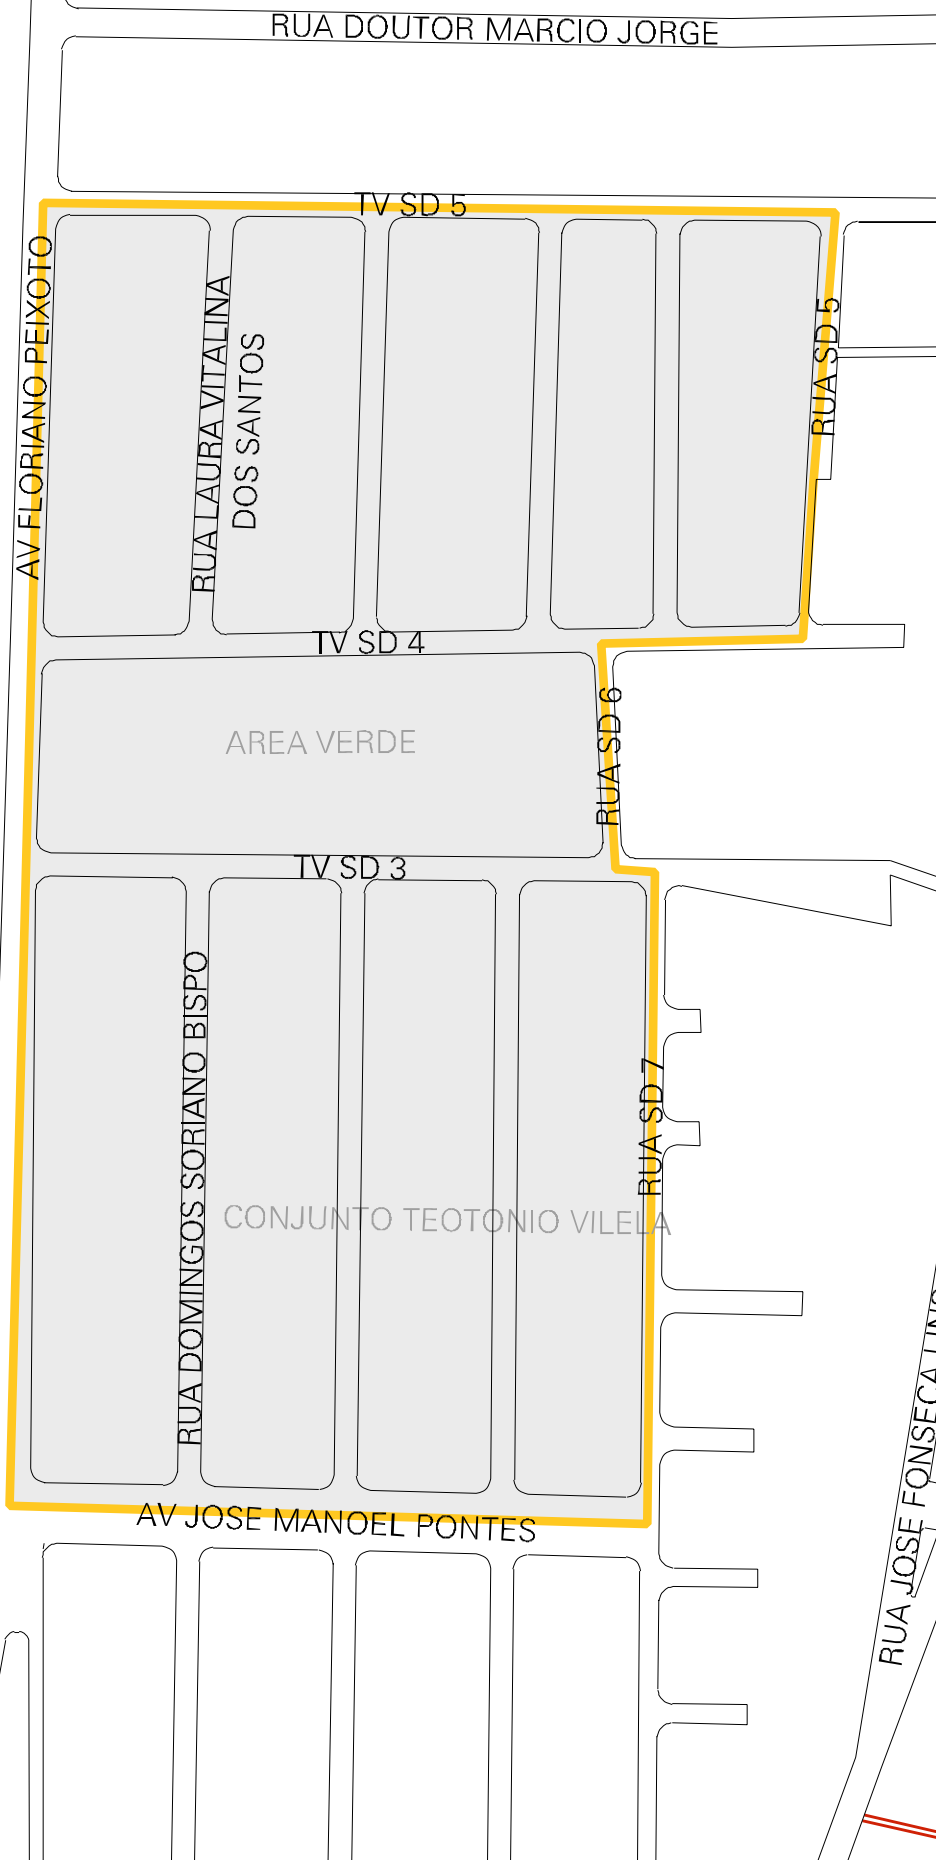 RUA DOUTOR MARCIO JORGE
TV SD 5
AV FLORIANO PEIXOTO
RUA LAURA VITALINA
DOS SANTOS
RUA SD 5
TV SD 4
AREA VERDE
RUA SD 6
TV SD 3
RUA DOMINGOS SORIANO BISPO
RUA SD 7
CONJUNTO TEOTONIO VILELA
RUA JOSE FONSECA LINS
AV JOSE MANOEL PONTES